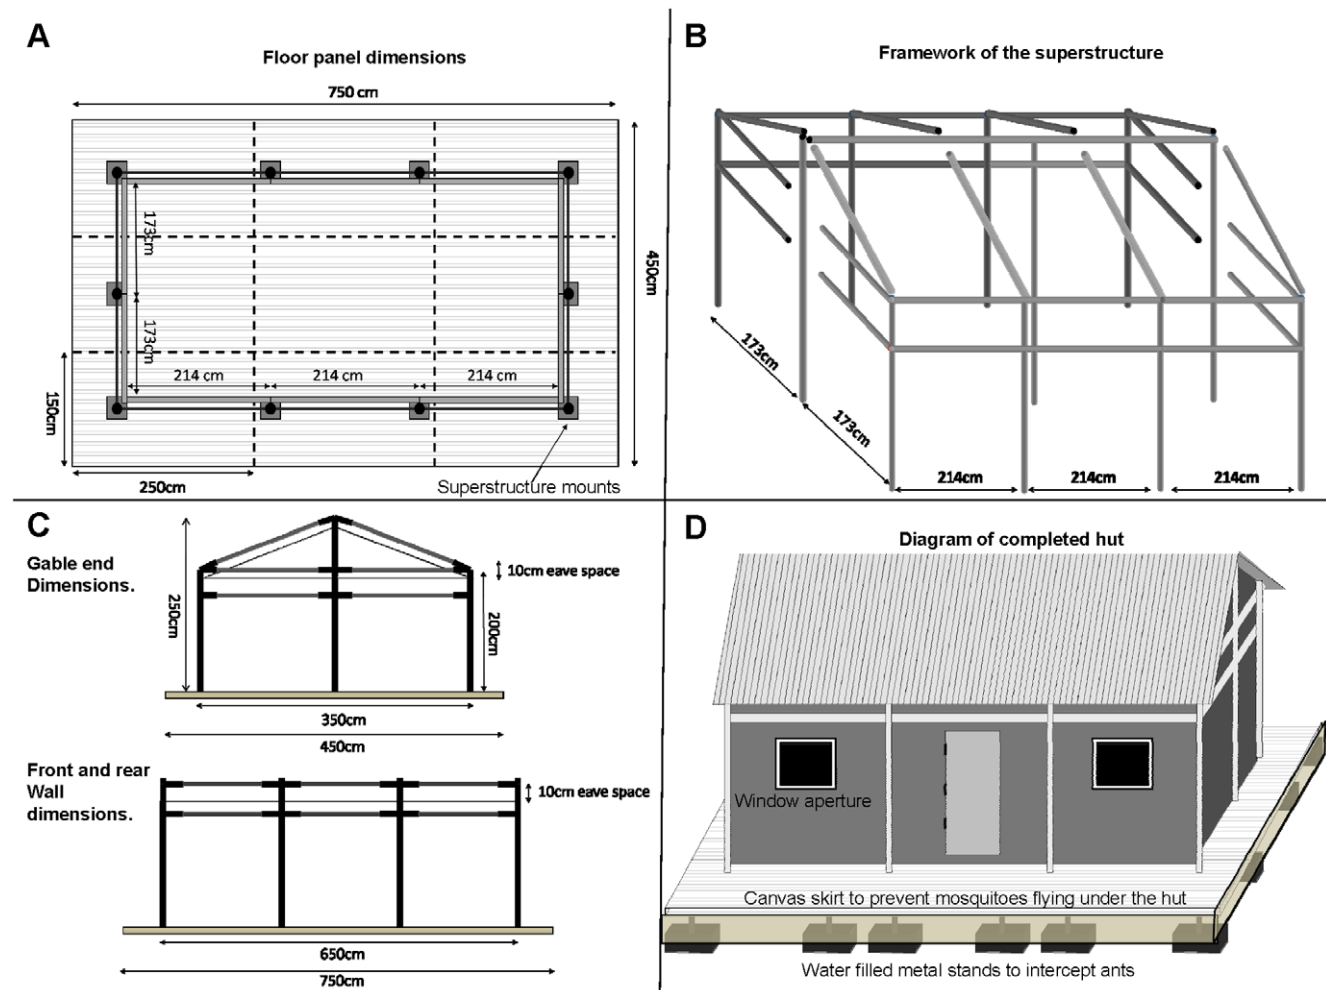 A
Floor panel dimensions
750 cm
173cm
173cm
450cm
214 cm
214 cm
214 cm
150cm
250cm
Superstructure mounts
B
Framework of the superstructure
173cm
173cm
214cm
214cm
214cm
C
Gable end
Dimensions.
10cm eave space
250cm
200cm
350cm
450cm
Front and rear
Wall
dimensions.
10cm eave space
650cm
750cm
D
Diagram of completed hut
Window aperture
Canvas skirt to prevent mosquitoes flying under the hut
Water filled metal stands to intercept ants